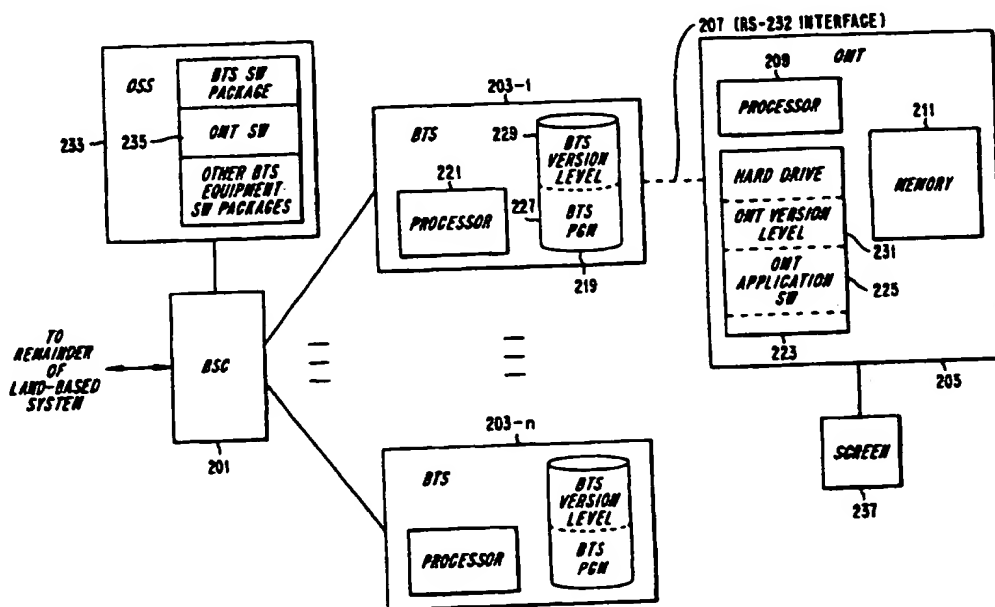 207 (RS-232 INTERFACE)
OSS
BTS SW
PACKAGE
OMT SW
OTHER BTS
EQUIPMENT
SW PACKAGES
233
235
203-1
BTS
221
PROCESSOR
229
BTS
VERSION
LEVEL
227
BTS
PGM
219
OMT
209
PROCESSOR
211
MEMORY
HARD DRIVE
OMT VERSION
LEVEL
231
OMT
APPLICATION
SW
225
223
205
TO
REMAINDER
OF
LAND-BASED
SYSTEM
BSC
201
203-n
BTS
PROCESSOR
BTS
VERSION
LEVEL
BTS
PGM
SCREEN
237